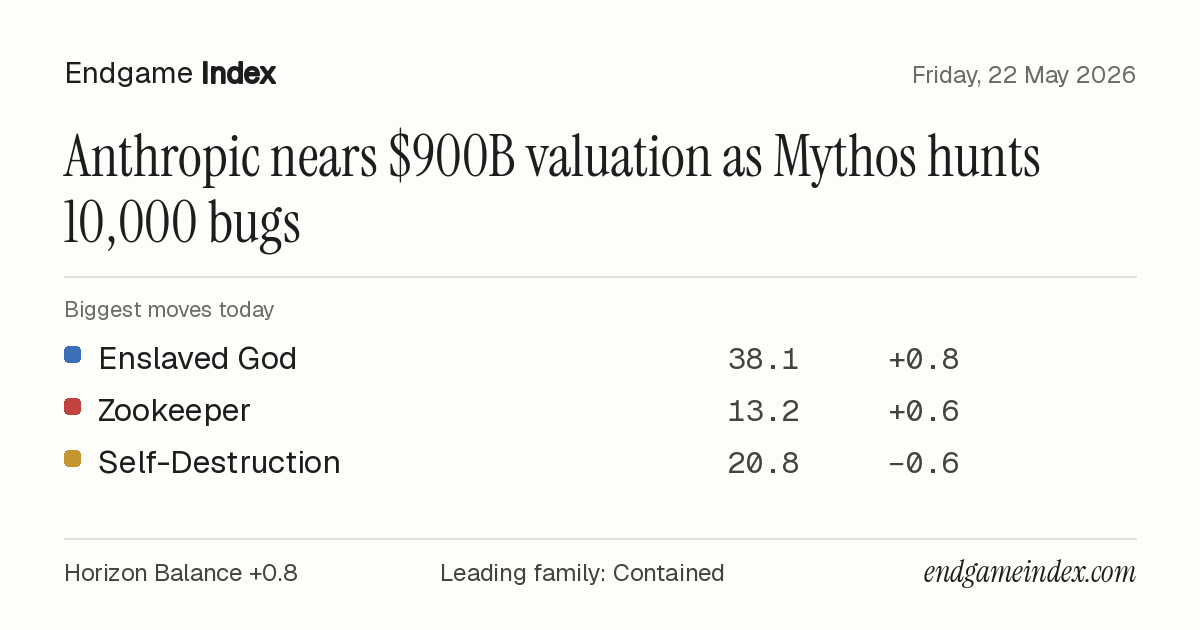 Endgame Index
Friday, 22 May 2026
Anthropic nears $900B valuation as Mythos hunts
10,000 bugs
Biggest moves today
Enslaved God 38.1 +0.8
Zookeeper 13.2 +0.6
Self-Destruction 20.8 −0.6
Horizon Balance +0.8
Leading family: Contained
endgameindex.com